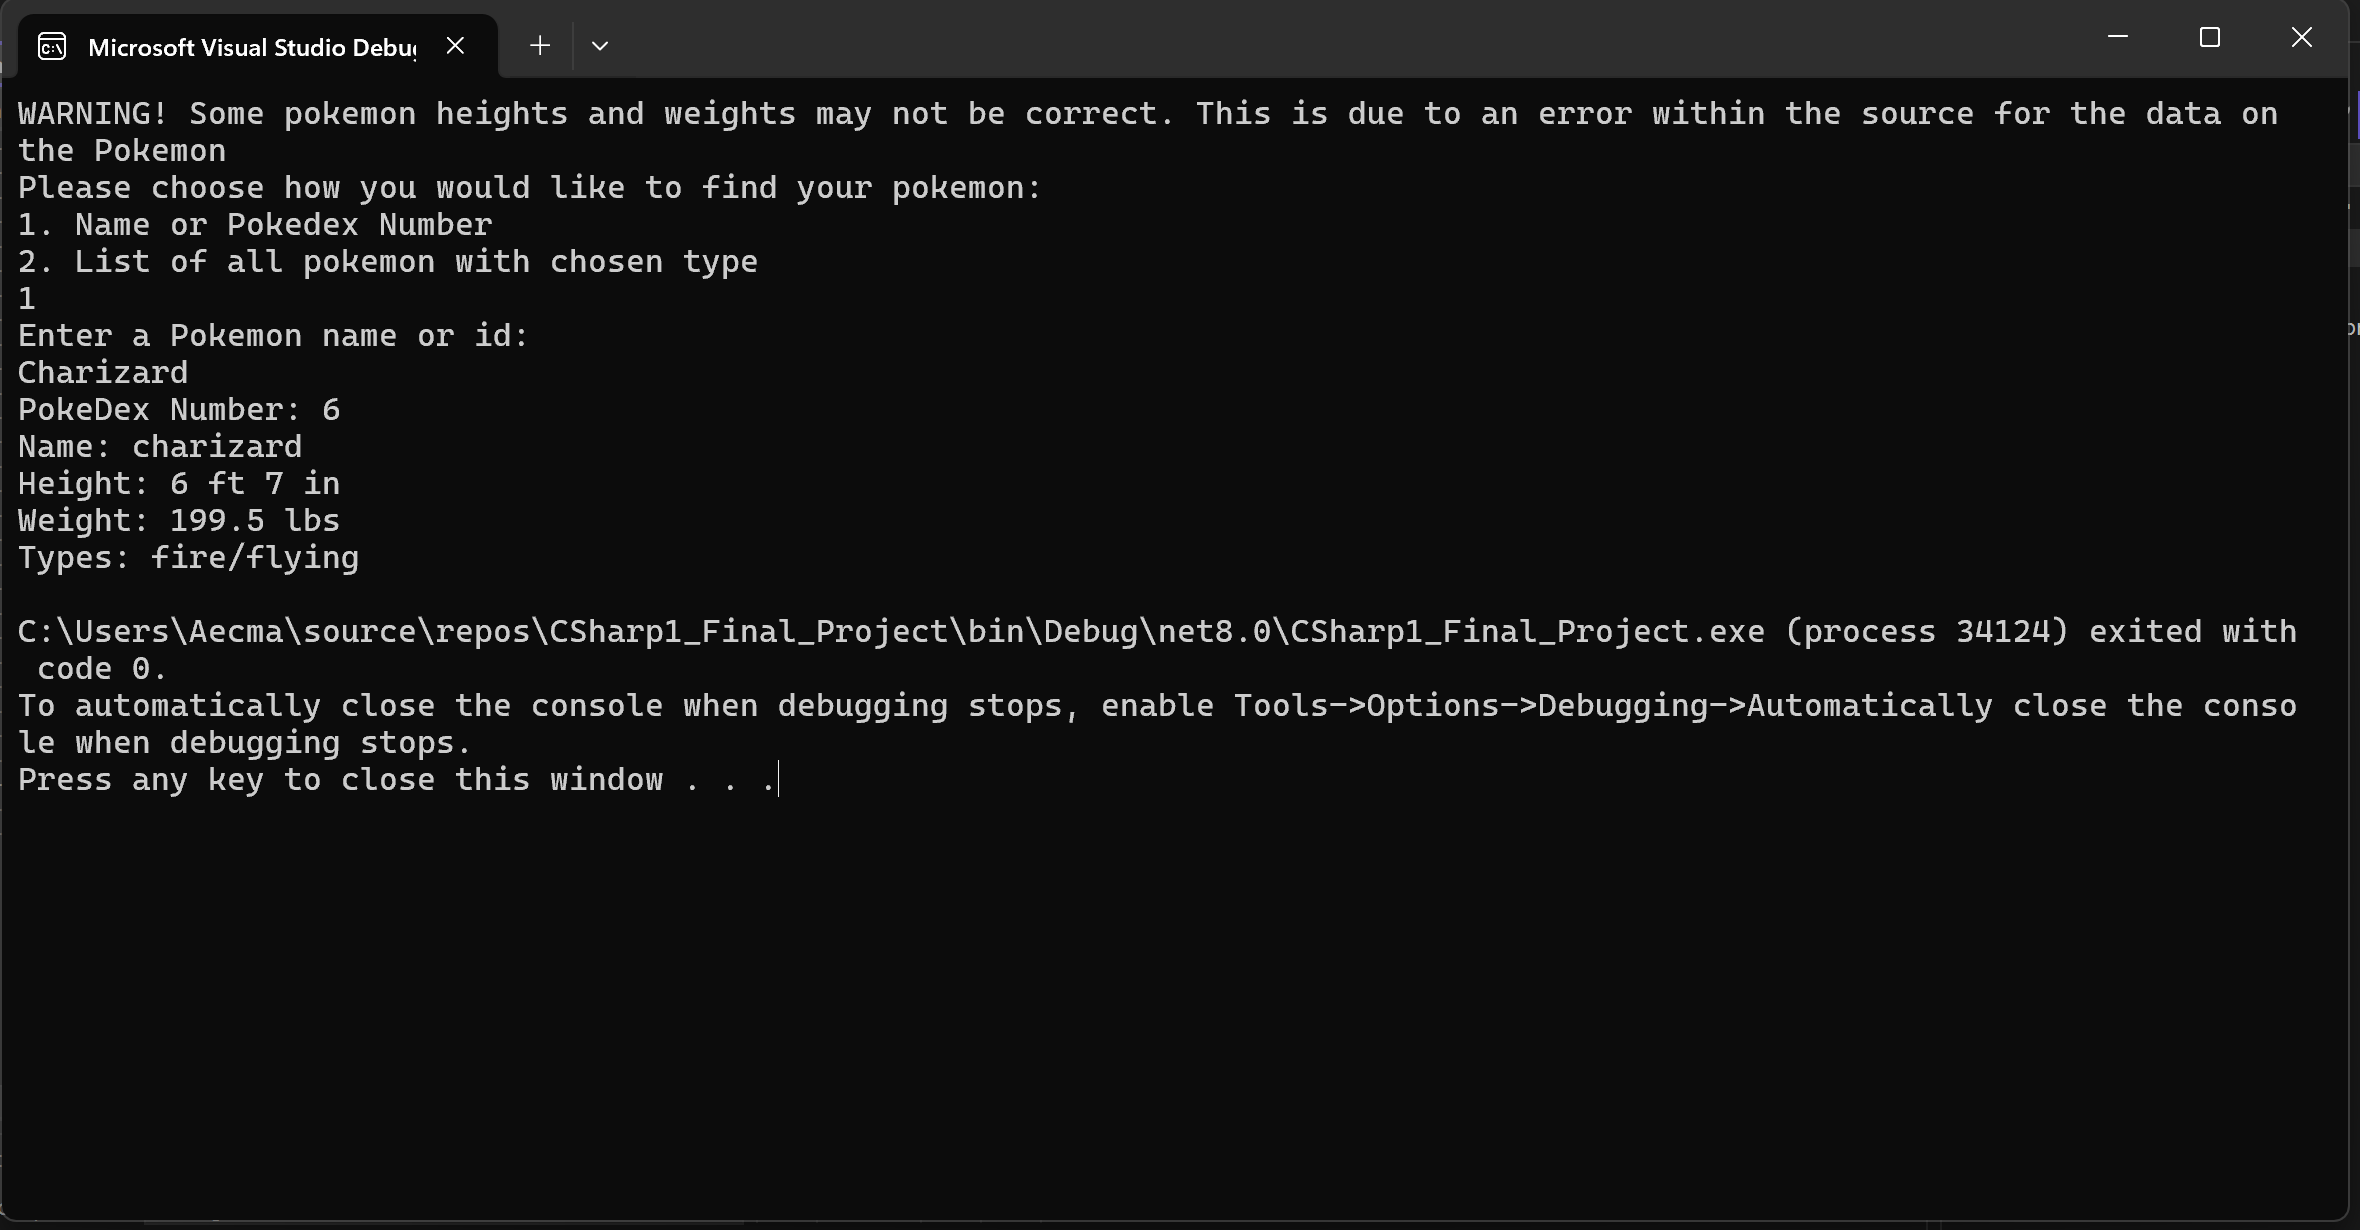 Microsoft Visual Studio Debu
WARNING! Some pokemon heights and weights may not be correct. This is due to an error within the source for the data on
the Pokemon
Please choose how you would like to find your pokemon:
1. Name or Pokedex Number
2. List of all pokemon with chosen type
1
Enter a Pokemon name or id:
Charizard
PokeDex Number: 6
Name: charizard
Height: 6 ft 7 in
Weight: 199.5 lbs
Types: fire/flying
C:\Users\Aecma\source\repos\CSharp1_Final_Project\bin\Debug\net8.0\CSharp1_Final_Project.exe (process 34124) exited with
code 0.
To automatically close the console when debugging stops, enable Tools->Options->Debugging->Automatically close the conso
le when debugging stops.
Press any key to close this window . . .